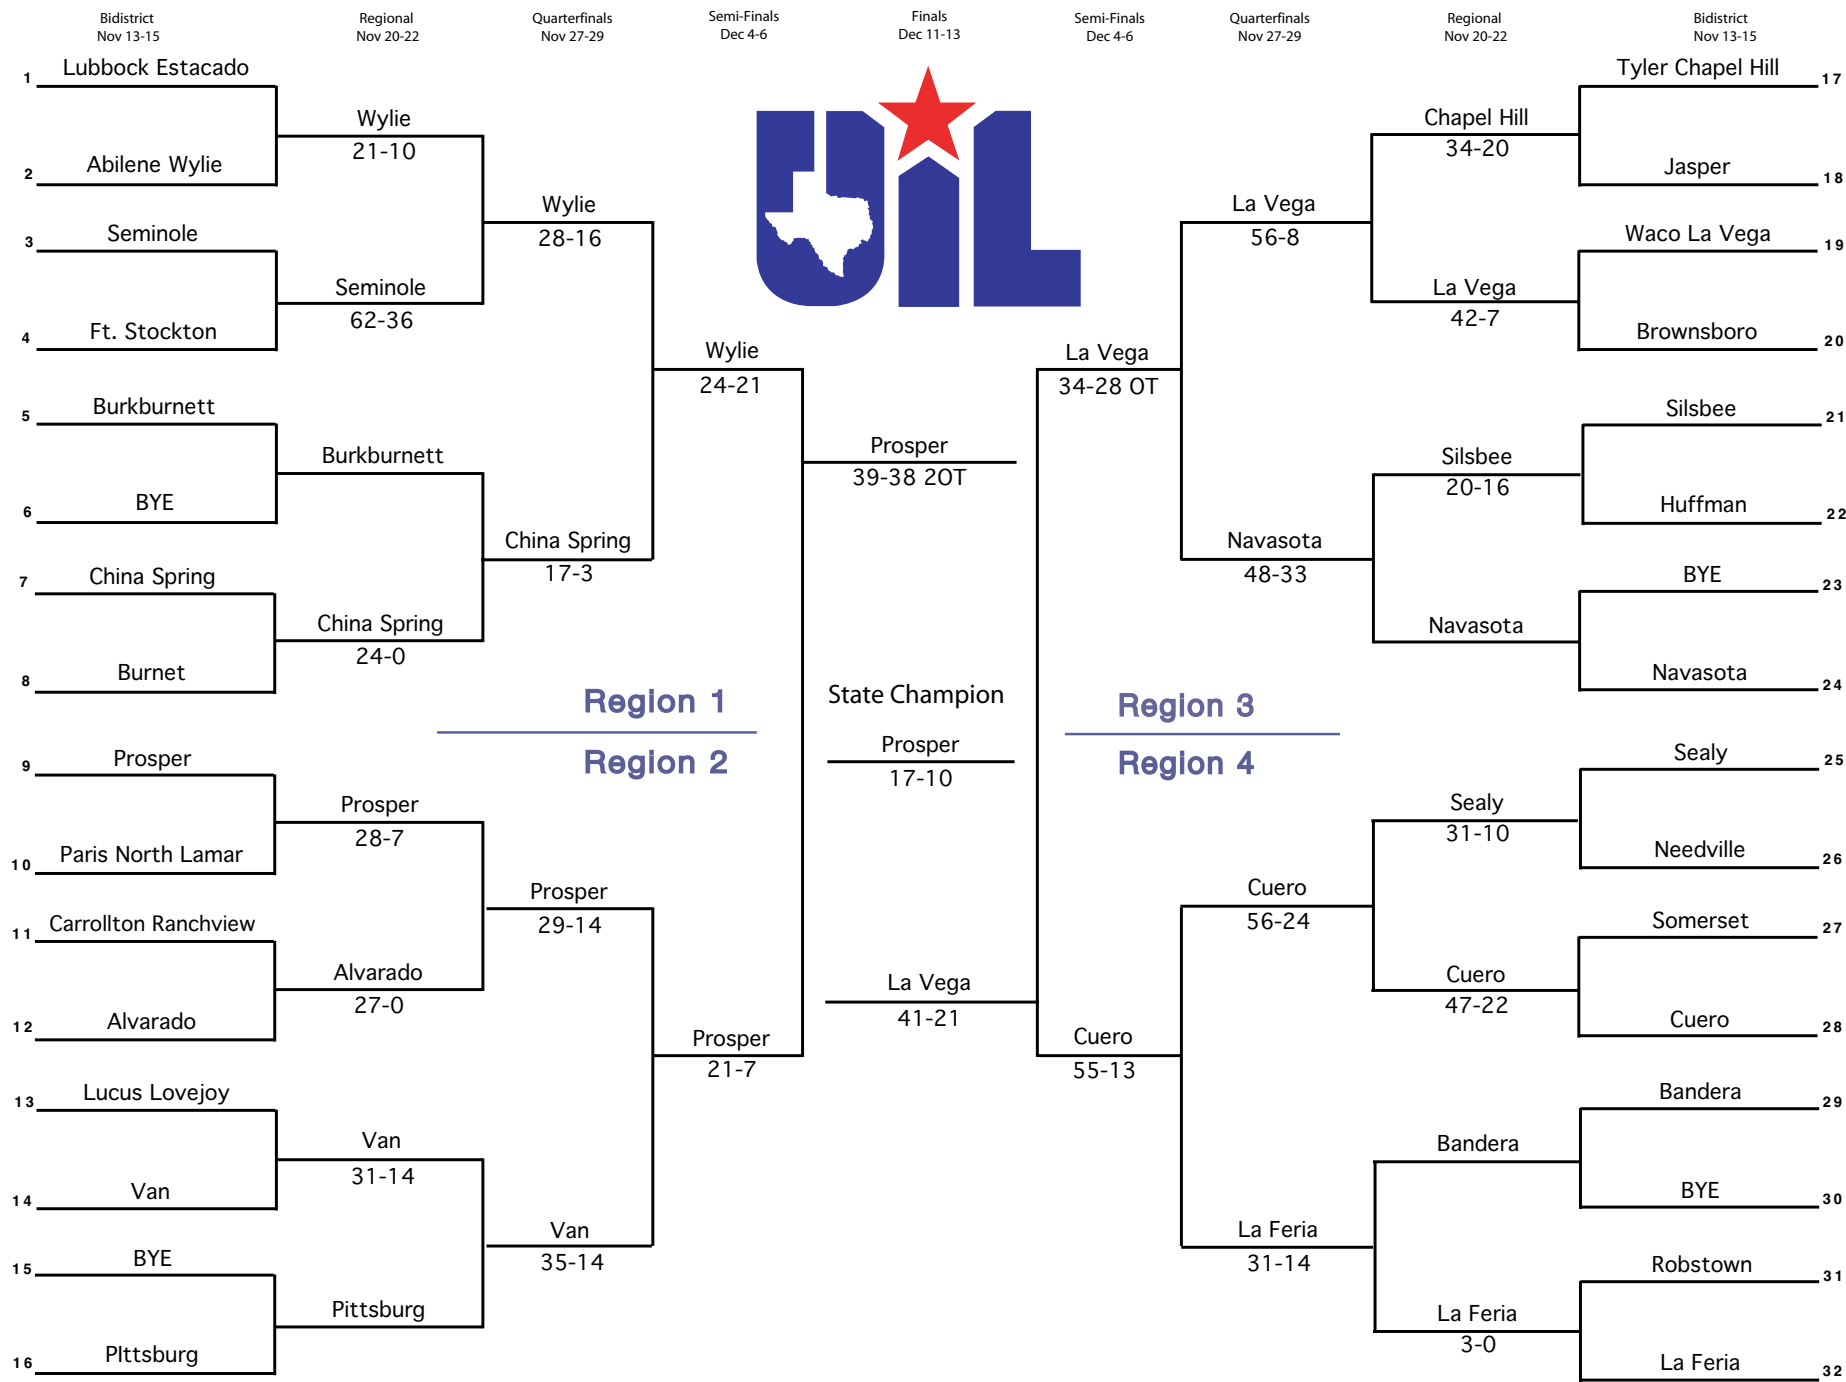 Bidistrict
Nov 13-15
Regional
Nov 20-22
Quarterfinals
Nov 27-29
Semi-Finals
Dec 4-6
Finals
Dec 11-13
Semi-Finals
Dec 4-6
Quarterfinals
Nov 27-29
Regional
Nov 20-22
Bidistrict
Nov 13-15
1 Lubbock Estacado
2 Abilene Wylie
3 Seminole
4 Ft. Stockton
5 Burkburnett
6 BYE
7 China Spring
8 Burnet
9 Prosper
10 Paris North Lamar
11 Carrollton Ranchview
12 Alvarado
13 Lucus Lovejoy
14 Van
15 BYE
16 PIttsburg
Wylie
21-10
Seminole
62-36
Burkburnett
China Spring
24-0
Prosper
28-7
Alvarado
27-0
Van
31-14
Pittsburg
Wylie
28-16
China Spring
17-3
Prosper
29-14
Van
35-14
Region 1
Region 2
Wylie
24-21
Prosper
21-7
UIL
Prosper
39-38 2OT
State Champion
Prosper
17-10
La Vega
41-21
La Vega
34-28 OT
Cuero
55-13
Region 3
Region 4
La Vega
56-8
Navasota
48-33
Cuero
56-24
La Feria
31-14
Chapel Hill
34-20
La Vega
42-7
Silsbee
20-16
Navasota
Sealy
31-10
Cuero
47-22
Bandera
La Feria
3-0
Tyler Chapel Hill 17
Jasper 18
Waco La Vega 19
Brownsboro 20
Silsbee 21
Huffman 22
BYE 23
Navasota 24
Sealy 25
Needville 26
Somerset 27
Cuero 28
Bandera 29
BYE 30
Robstown 31
La Feria 32